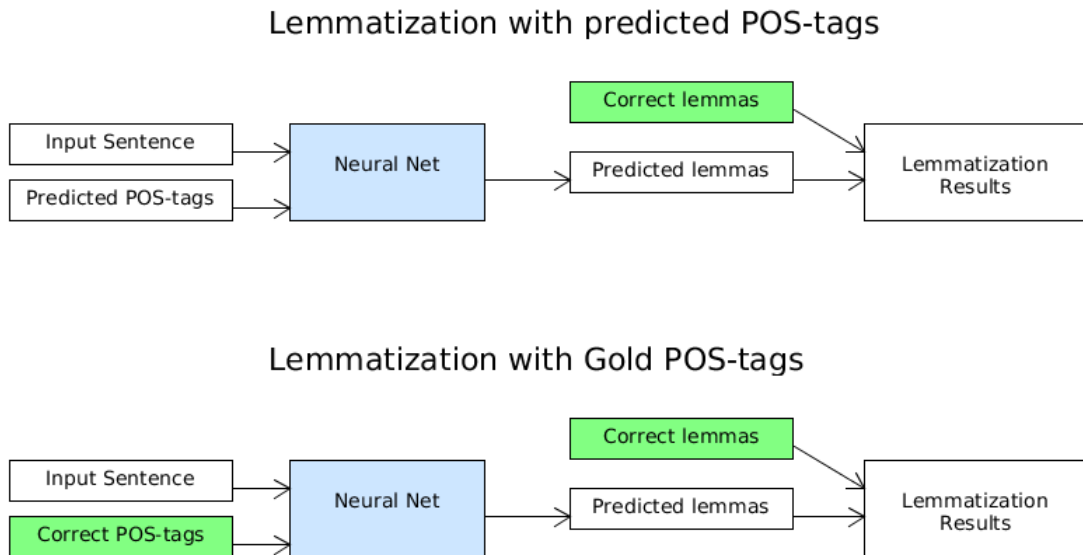 Lemmatization with predicted POS-tags
Correct lemmas
Input Sentence
Neural Net
Predicted lemmas
Lemmatization
Results
Predicted POS-tags
Lemmatization with Gold POS-tags
Correct lemmas
Input Sentence
Neural Net
Predicted lemmas
Lemmatization
Results
Correct POS-tags